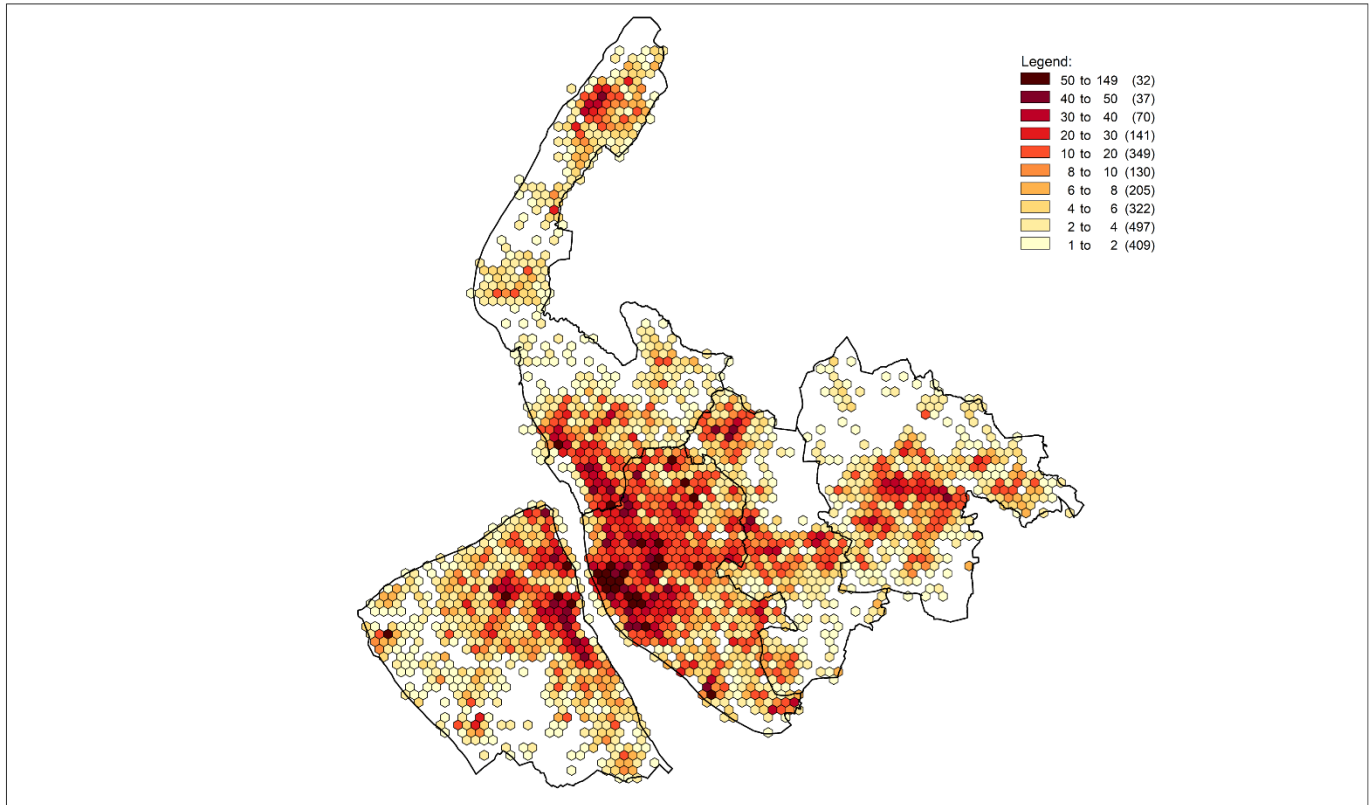 Legend:
50 to 149 (32)
40 to 50 (37)
30 to 40 (70)
20 to 30 (141)
10 to 20 (349)
8 to 10 (130)
6 to 8 (205)
4 to 6 (322)
2 to 4 (497)
1 to 2 (409)